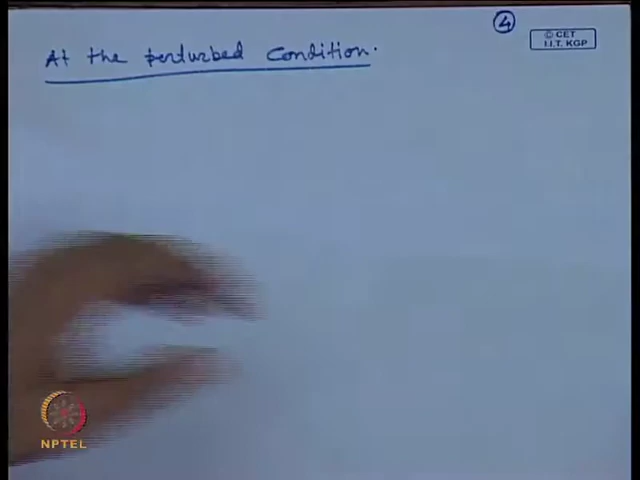 4
© CET
I.I.T. KGP
At the perturbed condition.
NPTEL